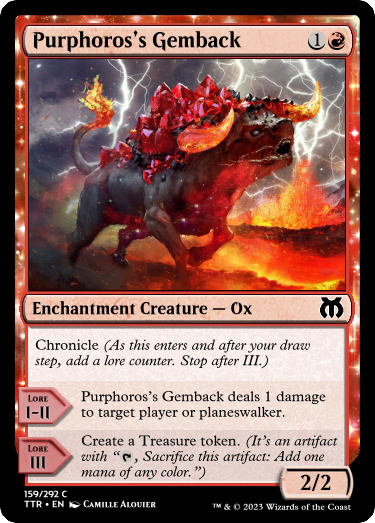 Purphoros's Gemback 1
Enchantment Creature — Ox
Chronicle (As this enters and after your draw
step, add a lore counter. Stop after III.)
LORE
I-II
Purphoros's Gemback deals 1 damage
to target player or planeswalker.
LORE
III
Create a Treasure token. (It's an artifact
with “, Sacrifice this artifact: Add one
mana of any color.”)
2/2
159/292 C
TTR • EN CAMILLE ALQUIER
™ & © 2023 Wizards of the Coast